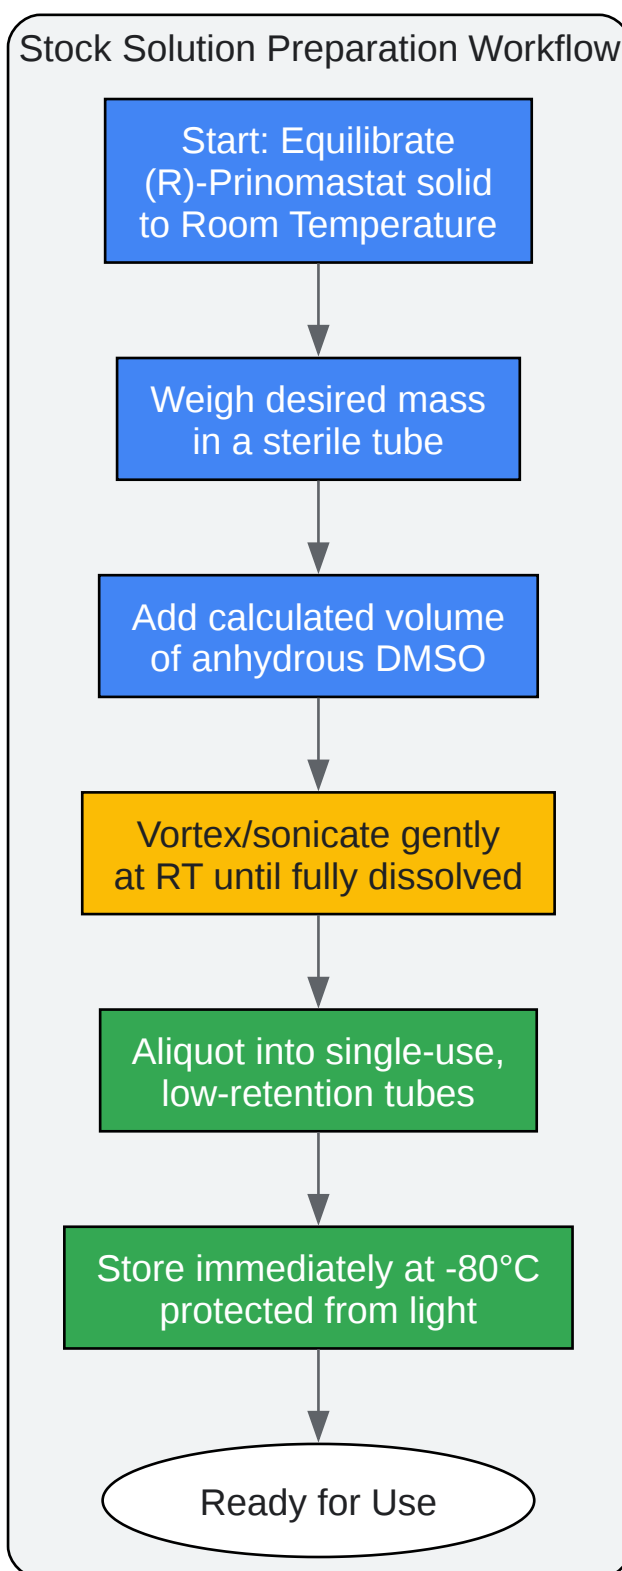 Stock Solution Preparation Workflow
Start: Equilibrate
(R)-Prinomastat solid
to Room Temperature
Weigh desired mass
in a sterile tube
Add calculated volume
of anhydrous DMSO
Vortex/sonicate gently
at RT until fully dissolved
Aliquot into single-use,
low-retention tubes
Store immediately at -80°C
protected from light
Ready for Use